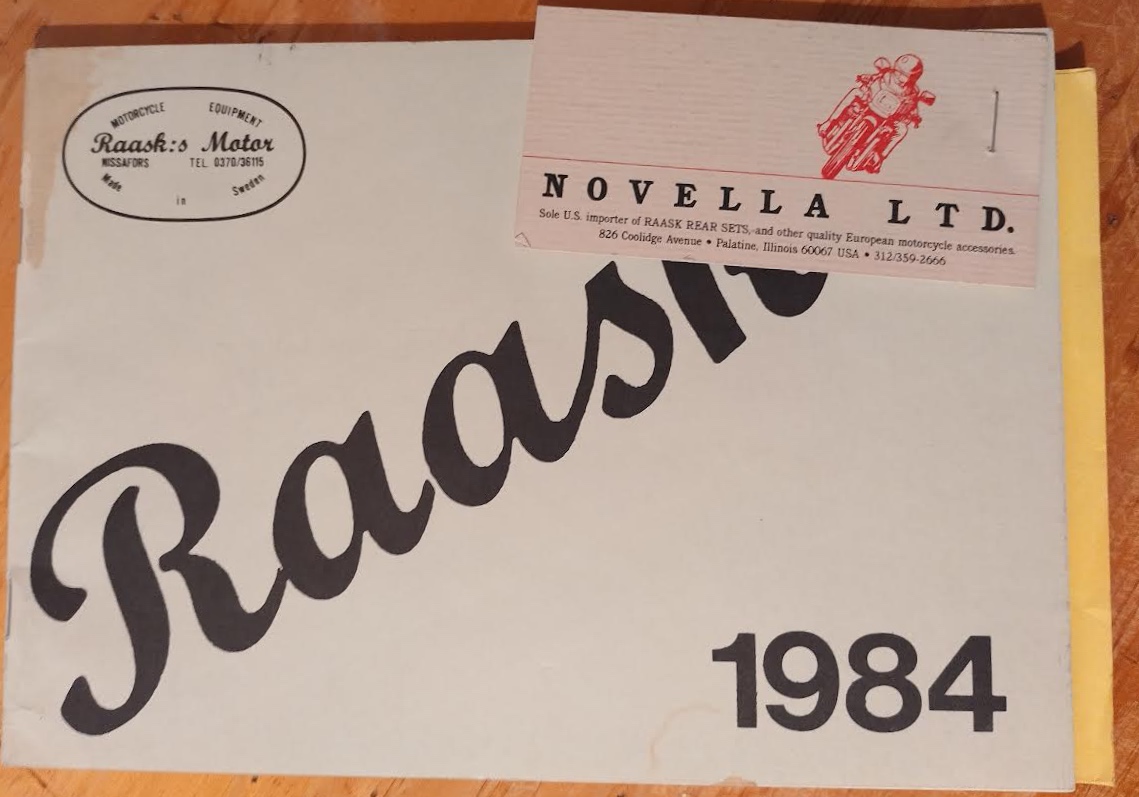 MOTORCYCLE EQUIPMENT
Raask:s Motor
NISSAFORS TEL. 0370/36115
Made in Sweden
NOVELLA LTD.
Sole U.S. importer of RAASK REAR SETS, and other quality European motorcycle accessories.
826 Coolidge Avenue • Palatine, Illinois 60067 USA • 312/359-2666
Raask
1984